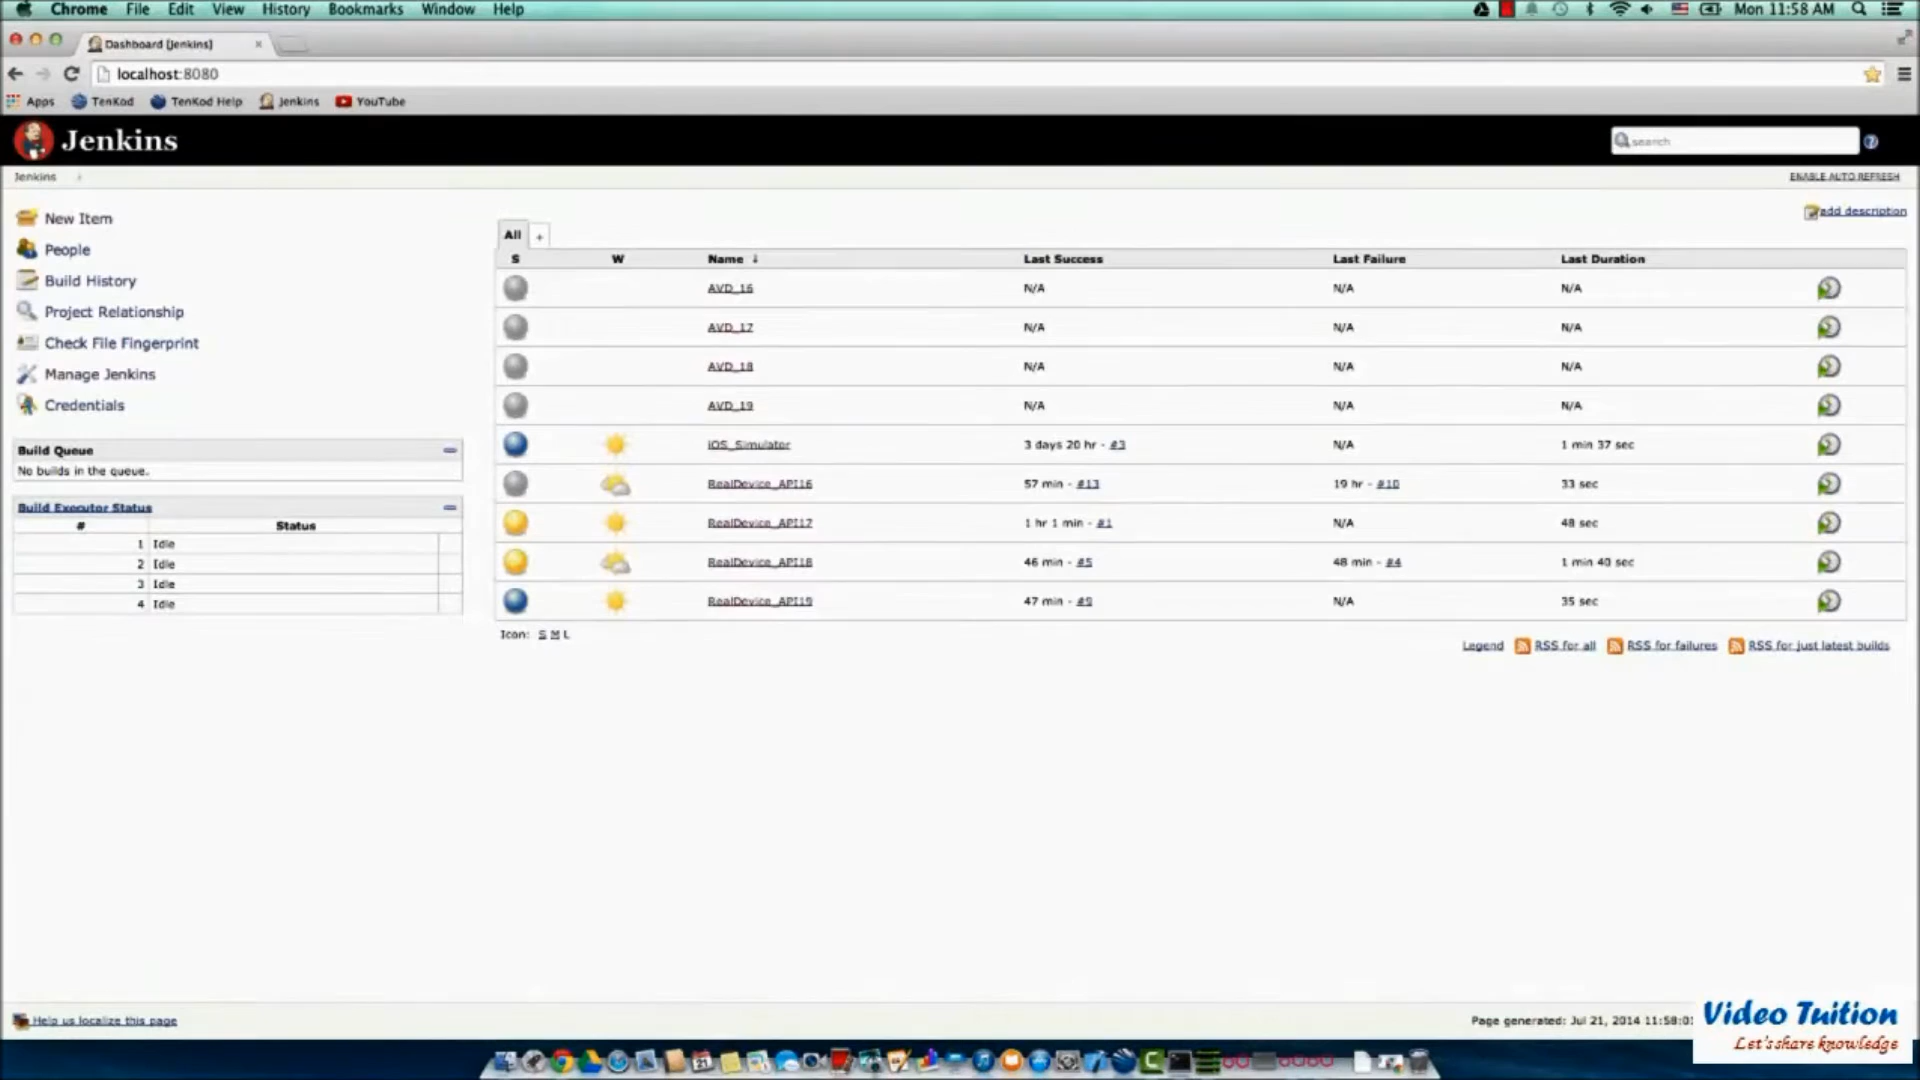 Chrome File Edit View History Bookmarks Window Help Mon 11:58 AM
Dashboard [Jenkins]
localhost:8080
Apps TenKod TenKod Help Jenkins YouTube
Jenkins search
Jenkins ENABLE AUTO REFRESH
add description
New Item
People
Build History
Project Relationship
Check File Fingerprint
Manage Jenkins
Credentials
Build Queue
No builds in the queue.
Build Executor Status
# Status
1 Idle
2 Idle
3 Idle
4 Idle
All +
S W Name ↓ Last Success Last Failure Last Duration
AVD_16 N/A N/A N/A
AVD_17 N/A N/A N/A
AVD_18 N/A N/A N/A
AVD_19 N/A N/A N/A
iOS_Simulator 3 days 20 hr - #3 N/A 1 min 37 sec
RealDevice_API16 57 min - #13 19 hr - #10 33 sec
RealDevice_API17 1 hr 1 min - #1 N/A 48 sec
RealDevice_API18 46 min - #5 48 min - #4 1 min 40 sec
RealDevice_API19 47 min - #9 N/A 35 sec
Icon: S M L
Legend RSS for all RSS for failures RSS for just latest builds
Help us localize this page
Page generated: Jul 21, 2014 11:58:01
Video Tuition
Let's share knowledge